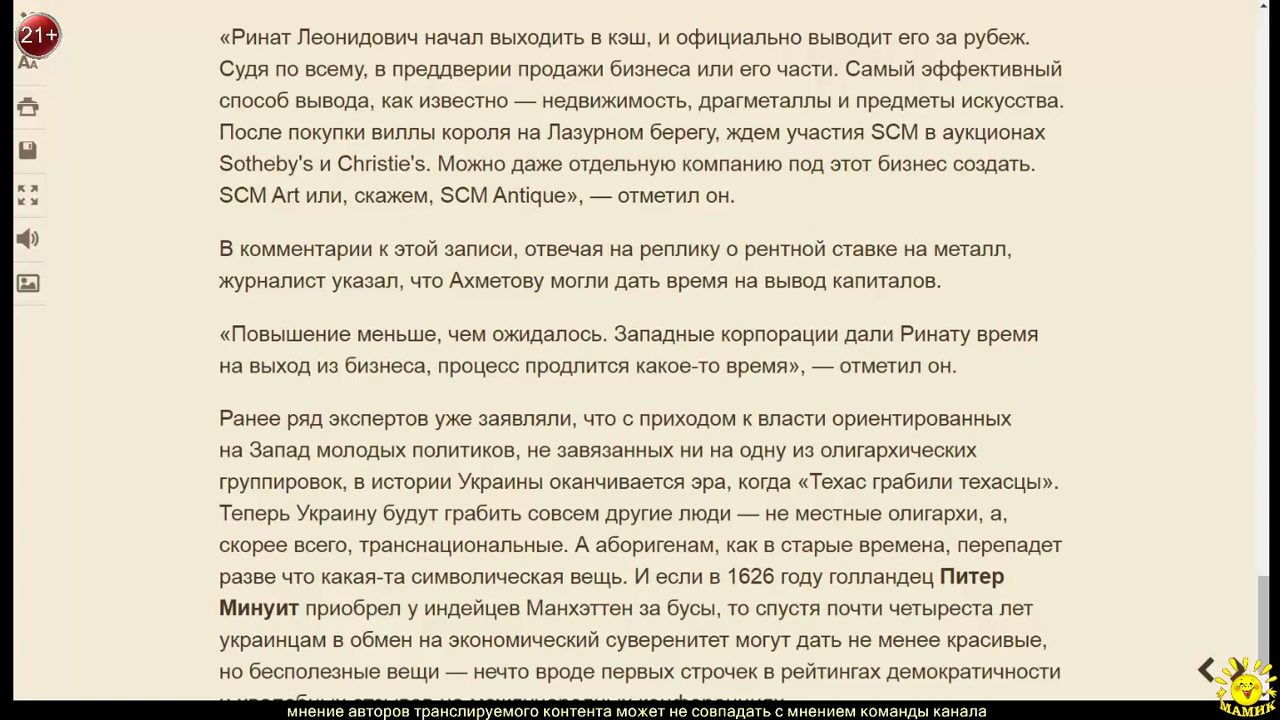 21+
«Ринат Леонидович начал выходить в кэш, и официально выводит его за рубеж.
Судя по всему, в преддверии продажи бизнеса или его части. Самый эффективный
способ вывода, как известно — недвижимость, драгметаллы и предметы искусства.
После покупки виллы короля на Лазурном берегу, ждем участия SCM в аукционах
Sotheby's и Christie's. Можно даже отдельную компанию под этот бизнес создать.
SCM Art или, скажем, SCM Antique», — отметил он.
В комментарии к этой записи, отвечая на реплику о рентной ставке на металл,
журналист указал, что Ахметову могли дать время на вывод капиталов.
«Повышение меньше, чем ожидалось. Западные корпорации дали Ринату время
на выход из бизнеса, процесс продлится какое-то время», — отметил он.
Ранее ряд экспертов уже заявляли, что с приходом к власти ориентированных
на Запад молодых политиков, не завязанных ни на одну из олигархических
группировок, в истории Украины оканчивается эра, когда «Техас грабили техасцы».
Теперь Украину будут грабить совсем другие люди — не местные олигархи, а,
скорее всего, транснациональные. А аборигенам, как в старые времена, перепадет
разве что какая-та символическая вещь. И если в 1626 году голландец Питер
Минуит приобрел у индейцев Манхэттен за бусы, то спустя почти четыреста лет
украинцам в обмен на экономический суверенитет могут дать не менее красивые,
но бесполезные вещи — нечто вроде первых строчек в рейтингах демократичности
МАМИК
мнение авторов транслируемого контента может не совпадать с мнением команды канала